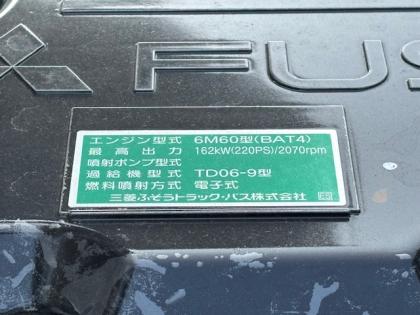 FUS
エンジン型式 6M60型(BAT4)
最高出力 162kW(220PS)/2070rpm
噴射ポンプ型式
過給機型式 TD06-9型
燃料噴射方式 電子式
三菱ふそうトラック・バス株式会社